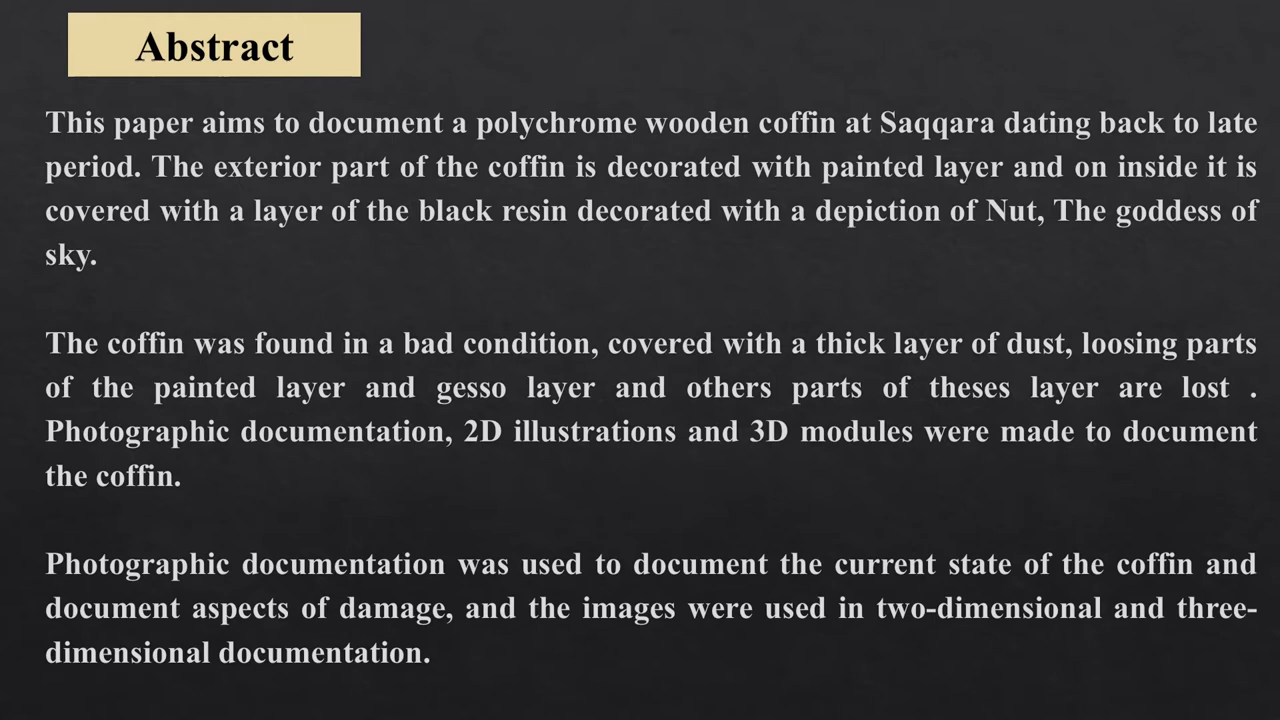 Abstract
This paper aims to document a polychrome wooden coffin at Saqqara dating back to late
period. The exterior part of the coffin is decorated with painted layer and on inside it is
covered with a layer of the black resin decorated with a depiction of Nut, The goddess of
sky.
The coffin was found in a bad condition, covered with a thick layer of dust, loosing parts
of the painted layer and gesso layer and others parts of theses layer are lost .
Photographic documentation, 2D illustrations and 3D modules were made to document
the coffin.
Photographic documentation was used to document the current state of the coffin and
document aspects of damage, and the images were used in two-dimensional and three-
dimensional documentation.